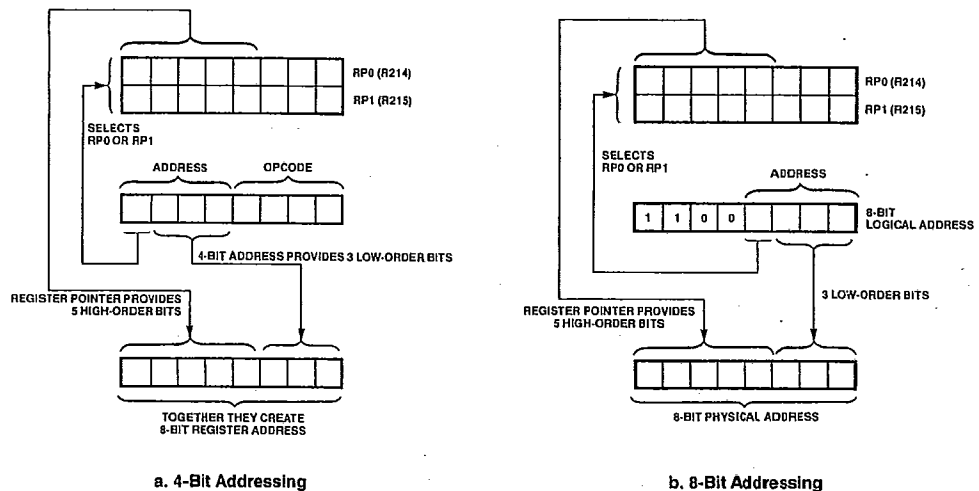 RP0 (R214)
RP1 (R215)
SELECTS
RP0 OR RP1
ADDRESS
OPCODE
4-BIT ADDRESS PROVIDES 3 LOW-ORDER BITS
REGISTER POINTER PROVIDES
5 HIGH-ORDER BITS
TOGETHER THEY CREATE
8-BIT REGISTER ADDRESS
a. 4-Bit Addressing
RP0 (R214)
RP1 (R215)
SELECTS
RP0 OR RP1
ADDRESS
1 1 0 0
8-BIT
LOGICAL ADDRESS
3 LOW-ORDER BITS
REGISTER POINTER PROVIDES
5 HIGH-ORDER BITS
8-BIT PHYSICAL ADDRESS
b. 8-Bit Addressing